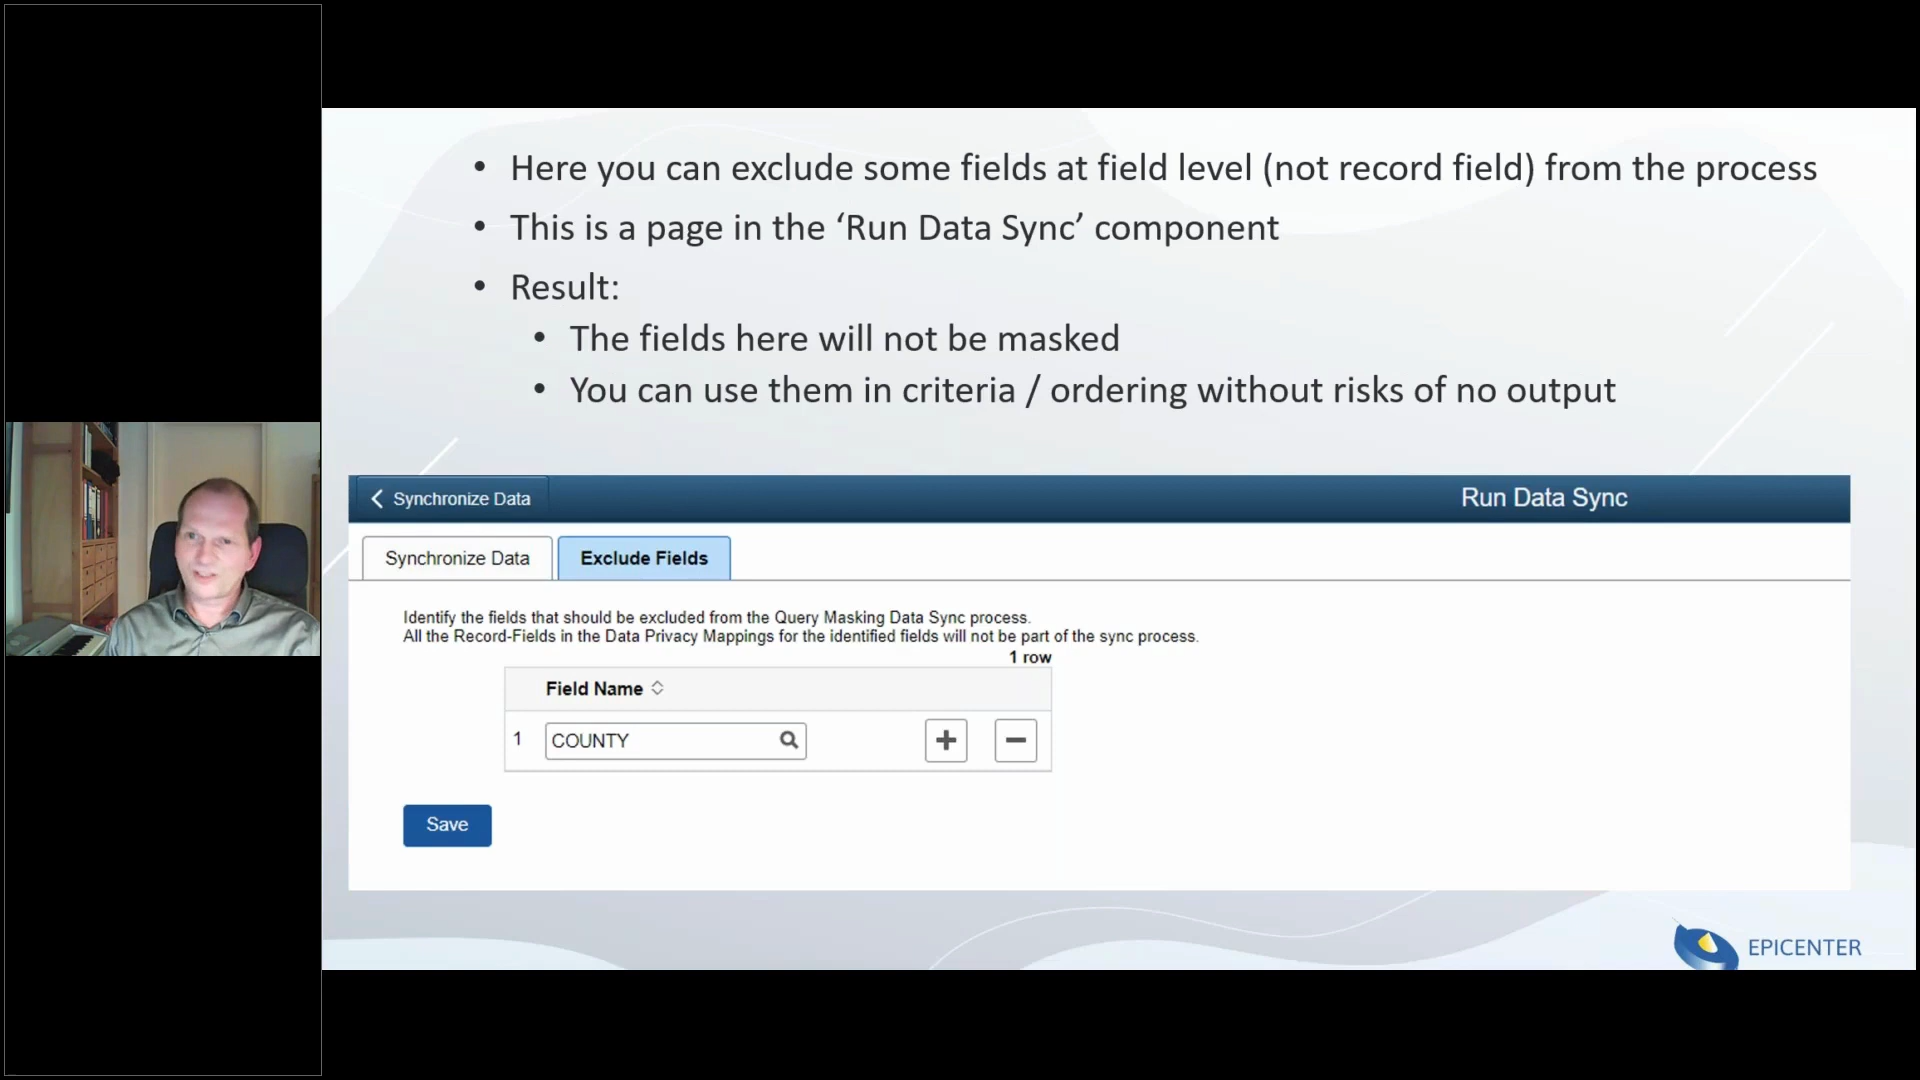 • Here you can exclude some fields at field level (not record field) from the process
• This is a page in the ‘Run Data Sync’ component
• Result:
• The fields here will not be masked
• You can use them in criteria / ordering without risks of no output
Synchronize Data
Run Data Sync
Synchronize Data
Exclude Fields
Identify the fields that should be excluded from the Query Masking Data Sync process.
All the Record-Fields in the Data Privacy Mappings for the identified fields will not be part of the sync process.
1 row
Field Name
1 COUNTY
Save
EPICENTER